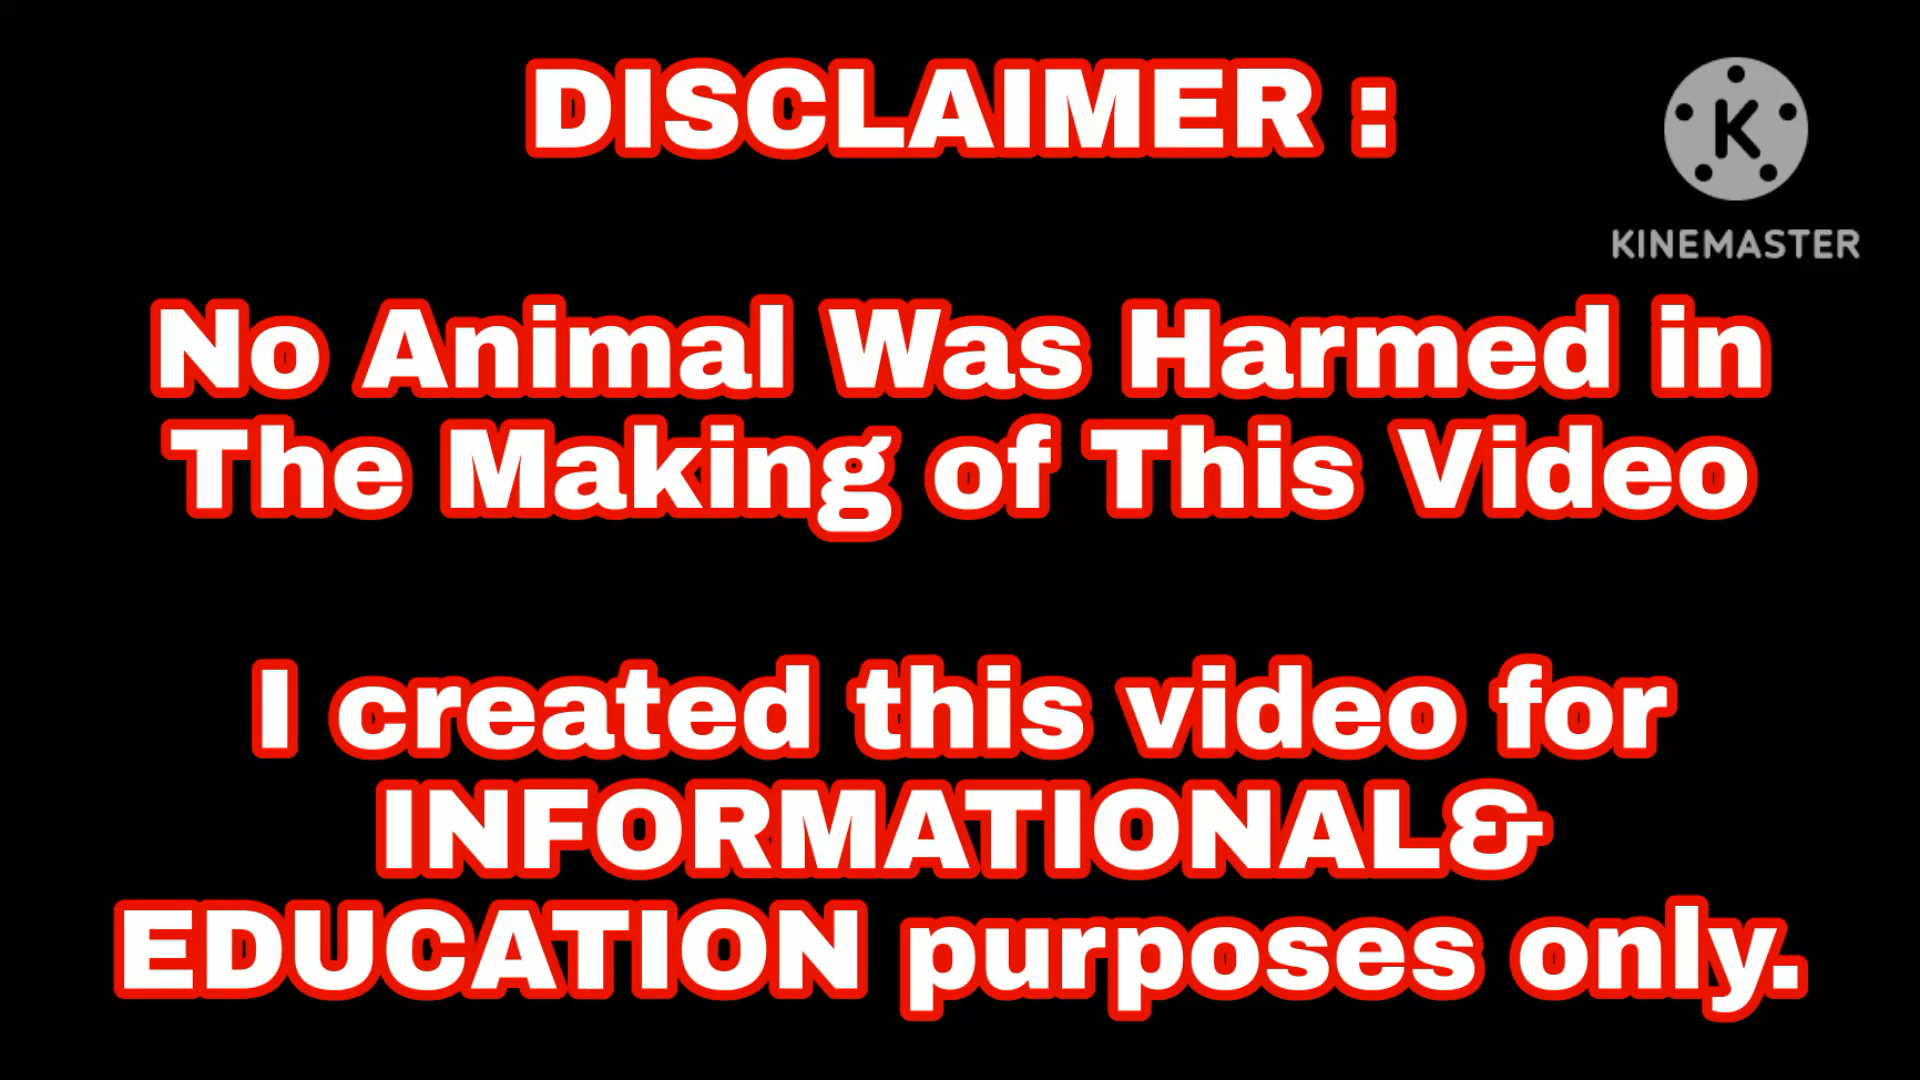 DISCLAIMER :
K
KINEMASTER
No Animal Was Harmed in
The Making of This Video
I created this video for
INFORMATIONAL&
EDUCATION purposes only.